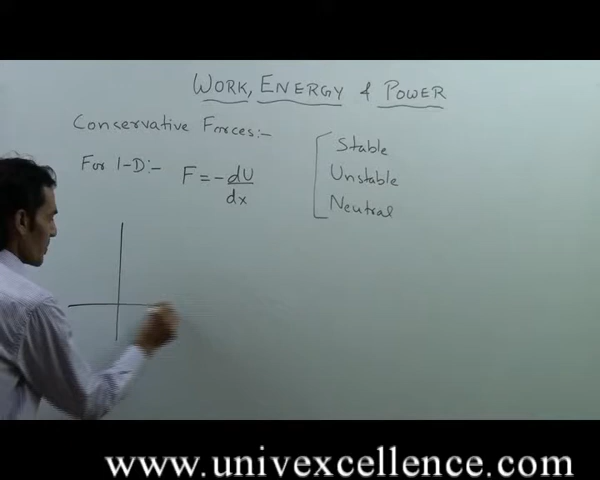 WORK, ENERGY & POWER
Conservative Forces:-
For 1-D:- F = - dU/dx
Stable
Unstable
Neutral
www.univexcellence.com